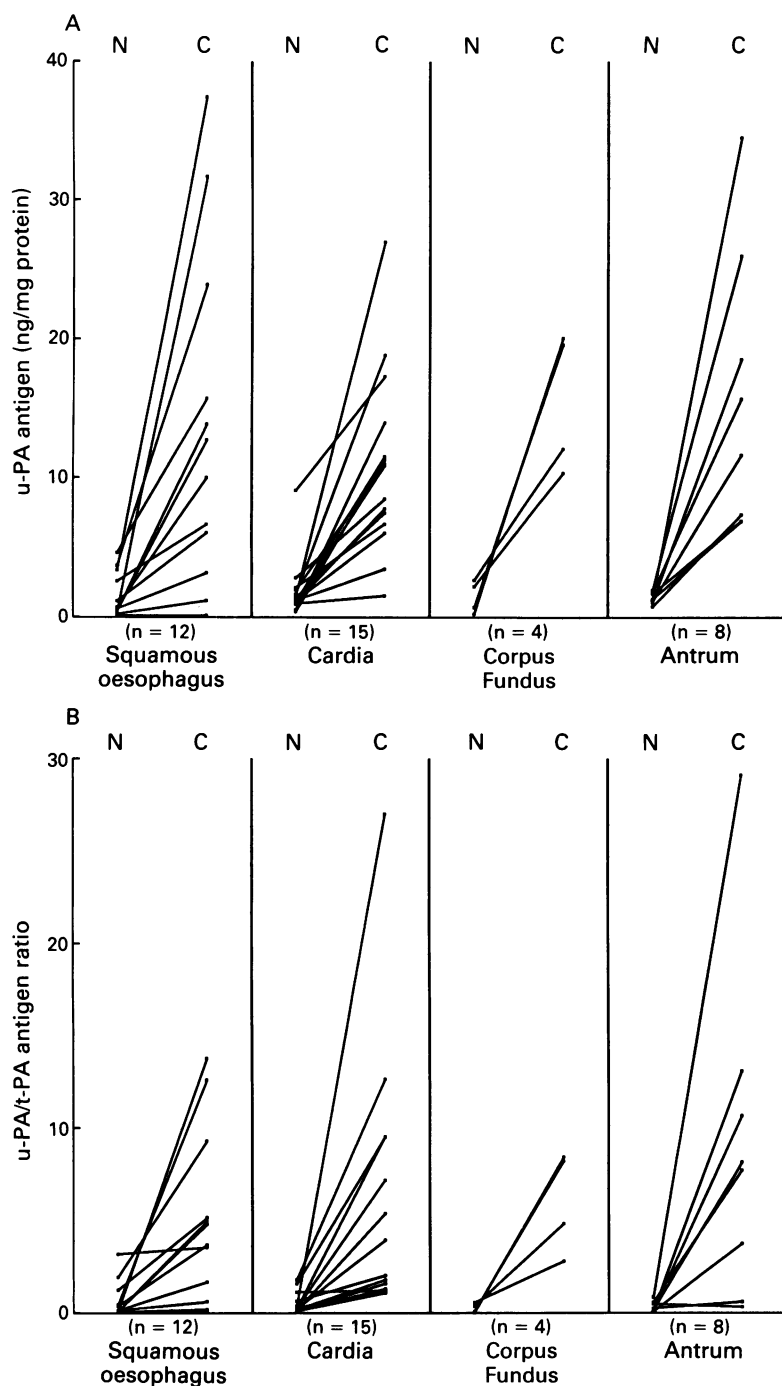 A
N C N C N C N C
40
30
20
10
0
u-PA antigen (ng/mg protein)
(n = 12) (n = 15) (n = 4) (n = 8)
Squamous Cardia Corpus Antrum
oesophagus Fundus
B
N C N C N C N C
30
20
10
0
u-PA/t-PA antigen ratio
(n = 12) (n = 15) (n = 4) (n = 8)
Squamous Cardia Corpus Antrum
oesophagus Fundus